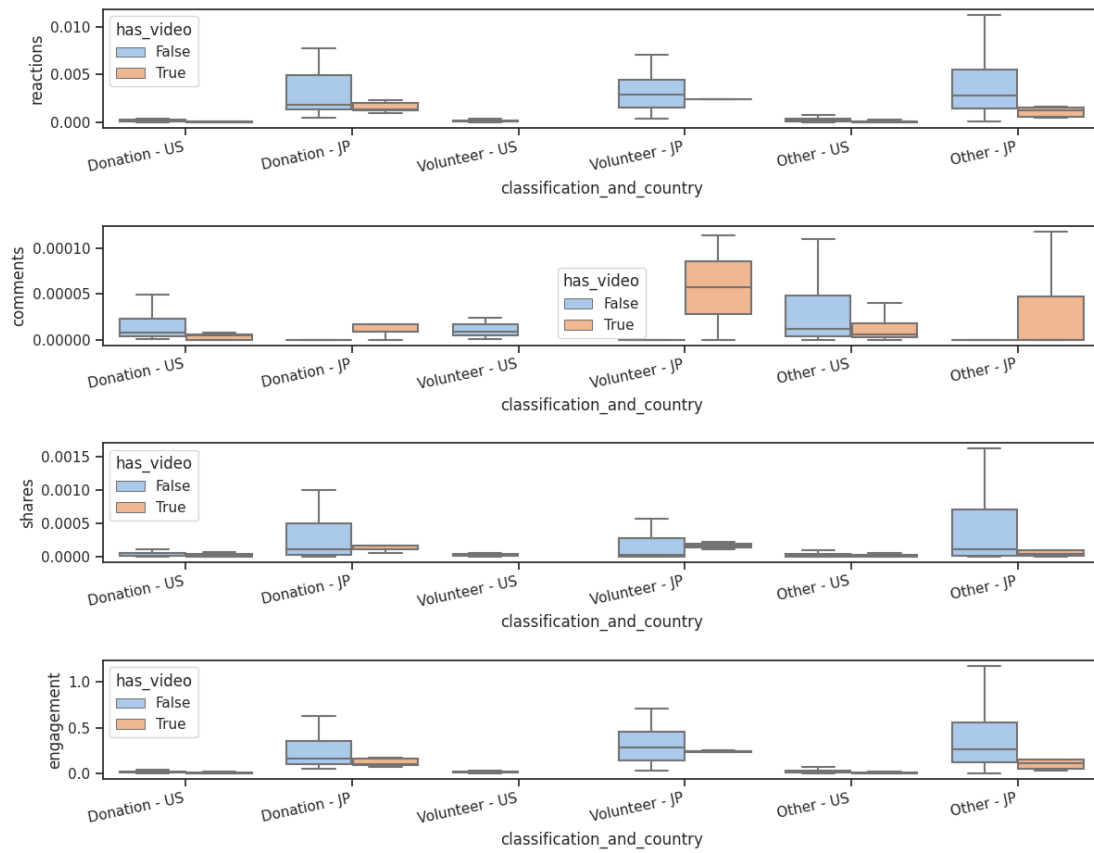 has_video
False
True
0.010
0.005
0.000
reactions
Donation - US
Donation - JP
Volunteer - US
Volunteer - JP
Other - US
Other - JP
classification_and_country
has_video
False
True
0.00010
0.00005
0.00000
comments
Donation - US
Donation - JP
Volunteer - US
Volunteer - JP
Other - US
Other - JP
classification_and_country
has_video
False
True
0.0015
0.0010
0.0005
0.0000
shares
Donation - US
Donation - JP
Volunteer - US
Volunteer - JP
Other - US
Other - JP
classification_and_country
has_video
False
True
1.0
0.5
0.0
engagement
Donation - US
Donation - JP
Volunteer - US
Volunteer - JP
Other - US
Other - JP
classification_and_country